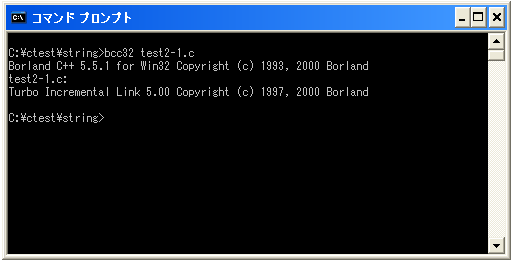 コマンド プロンプト
C:¥ctest¥string>bcc32 test2-1.c
Borland C++ 5.5.1 for Win32 Copyright (c) 1993, 2000 Borland
test2-1.c:
Turbo Incremental Link 5.00 Copyright (c) 1997, 2000 Borland
C:¥ctest¥string>